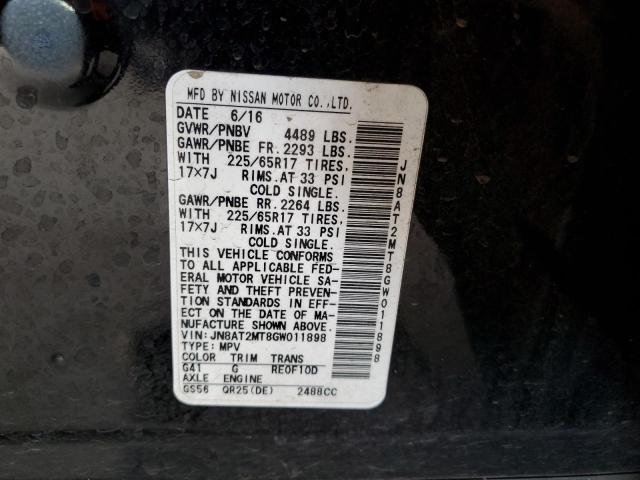 MFD BY NISSAN MOTOR CO.,LTD.
DATE 6/16
GVWR/PNBV 4489 LBS.
GAWR/PNBE FR. 2293 LBS.
WITH 225/65R17 TIRES,
17×7J RIMS.AT 33 PSI
COLD SINGLE.
GAWR/PNBE RR. 2264 LBS.
WITH 225/65R17 TIRES,
17×7J RIMS.AT 33 PSI
COLD SINGLE.
THIS VEHICLE CONFORMS
TO ALL APPLICABLE FED-
ERAL MOTOR VEHICLE SA-
FETY AND THEFT PREVEN-
TION STANDARDS IN EFF-
ECT ON THE DATE OF MA-
NUFACTURE SHOWN ABOVE.
VIN: JN8AT2MT8GW011898
TYPE: MPV
COLOR TRIM TRANS
G41 G RE0F10D
AXLE ENGINE
GS56 QR25(DE) 2488CC
JN8AT2MT8GW011898